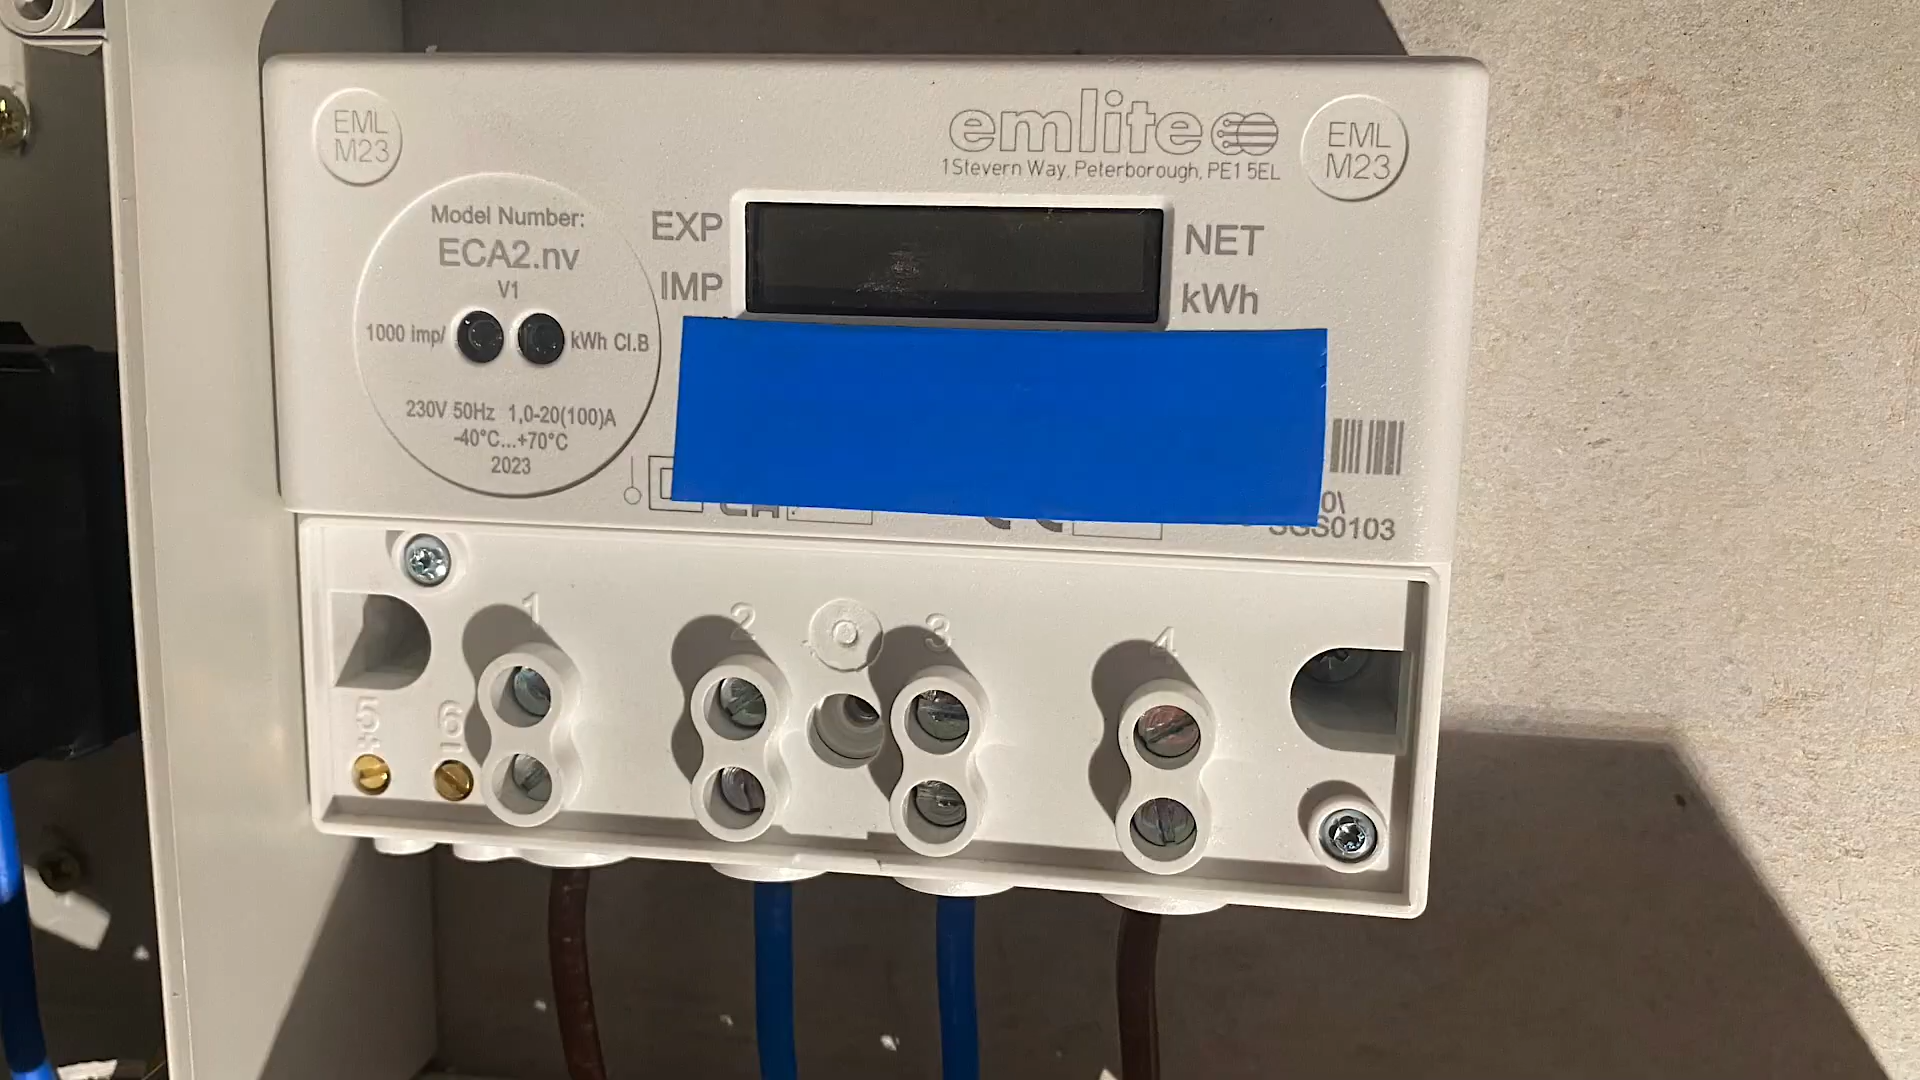 EML
M23
emlite
1 Stevern Way, Peterborough, PE1 5EL
EML
M23
Model Number:
ECA2.nv
V1
1000 imp/ kWh Cl.B
230V 50Hz 1,0-20(100)A
-40°C...+70°C
2023
EXP
IMP
NET
kWh
0\
SGS0103
1 2 3 4
5 6